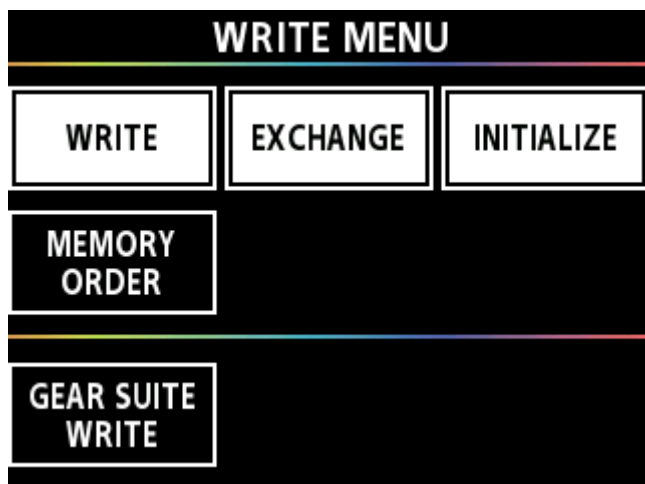 WRITE MENU
WRITE EXCHANGE INITIALIZE
MEMORY
ORDER
GEAR SUITE
WRITE